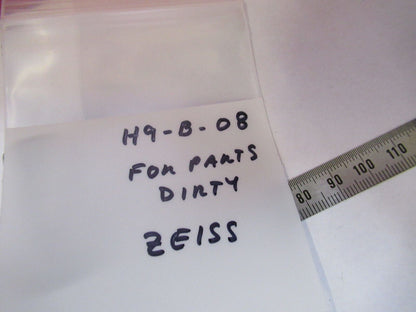 H9-B-08
FOR PARTS
DIRTY
ZEISS
80 90 100 110